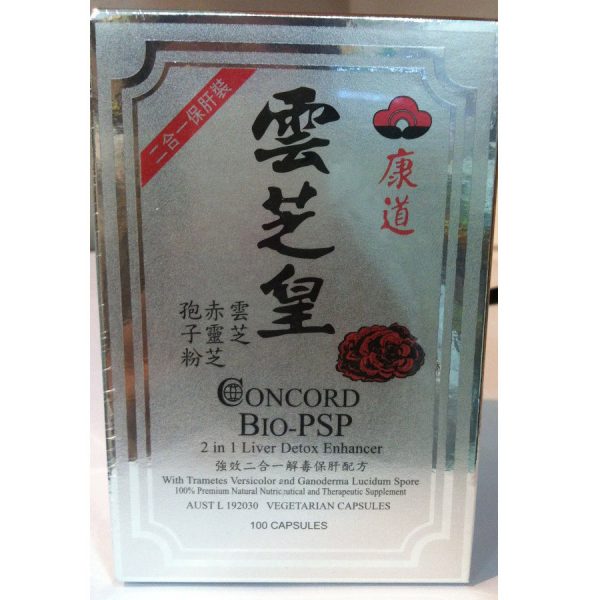 二合一保肝裝
雲芝皇
康道
雲芝
赤靈芝
孢子粉
CONCORD
BIO-PSP
2 in 1 Liver Detox Enhancer
強效二合一解毒保肝配方
With Trametes Versicolor and Ganoderma Lucidum Spore
100% Premium Natural Nutriceutical and Therapeutic Supplement
AUST L 192030 VEGETARIAN CAPSULES
100 CAPSULES